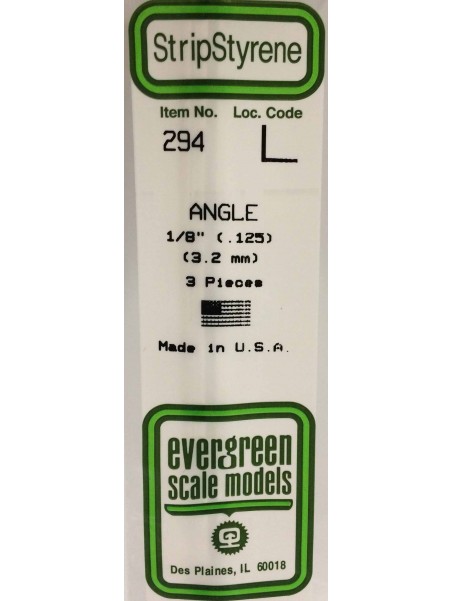 StripStyrene
Item No. Loc. Code
294 L
ANGLE
1/8" (.125)
(3.2 mm)
3 Pieces
Made in U.S.A.
evergreen
scale models
Des Plaines, IL 60018